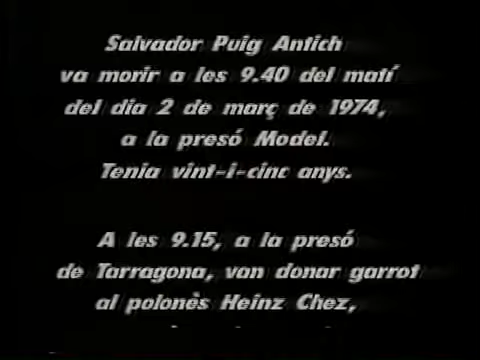 Salvador Puig Antich
va morir a les 9.40 del matí
del dia 2 de març de 1974,
a la presó Model.
Tenia vint-i-cinc anys.
A les 9.15, a la presó
de Tarragona, van donar garrot
al polonès Heinz Chez,